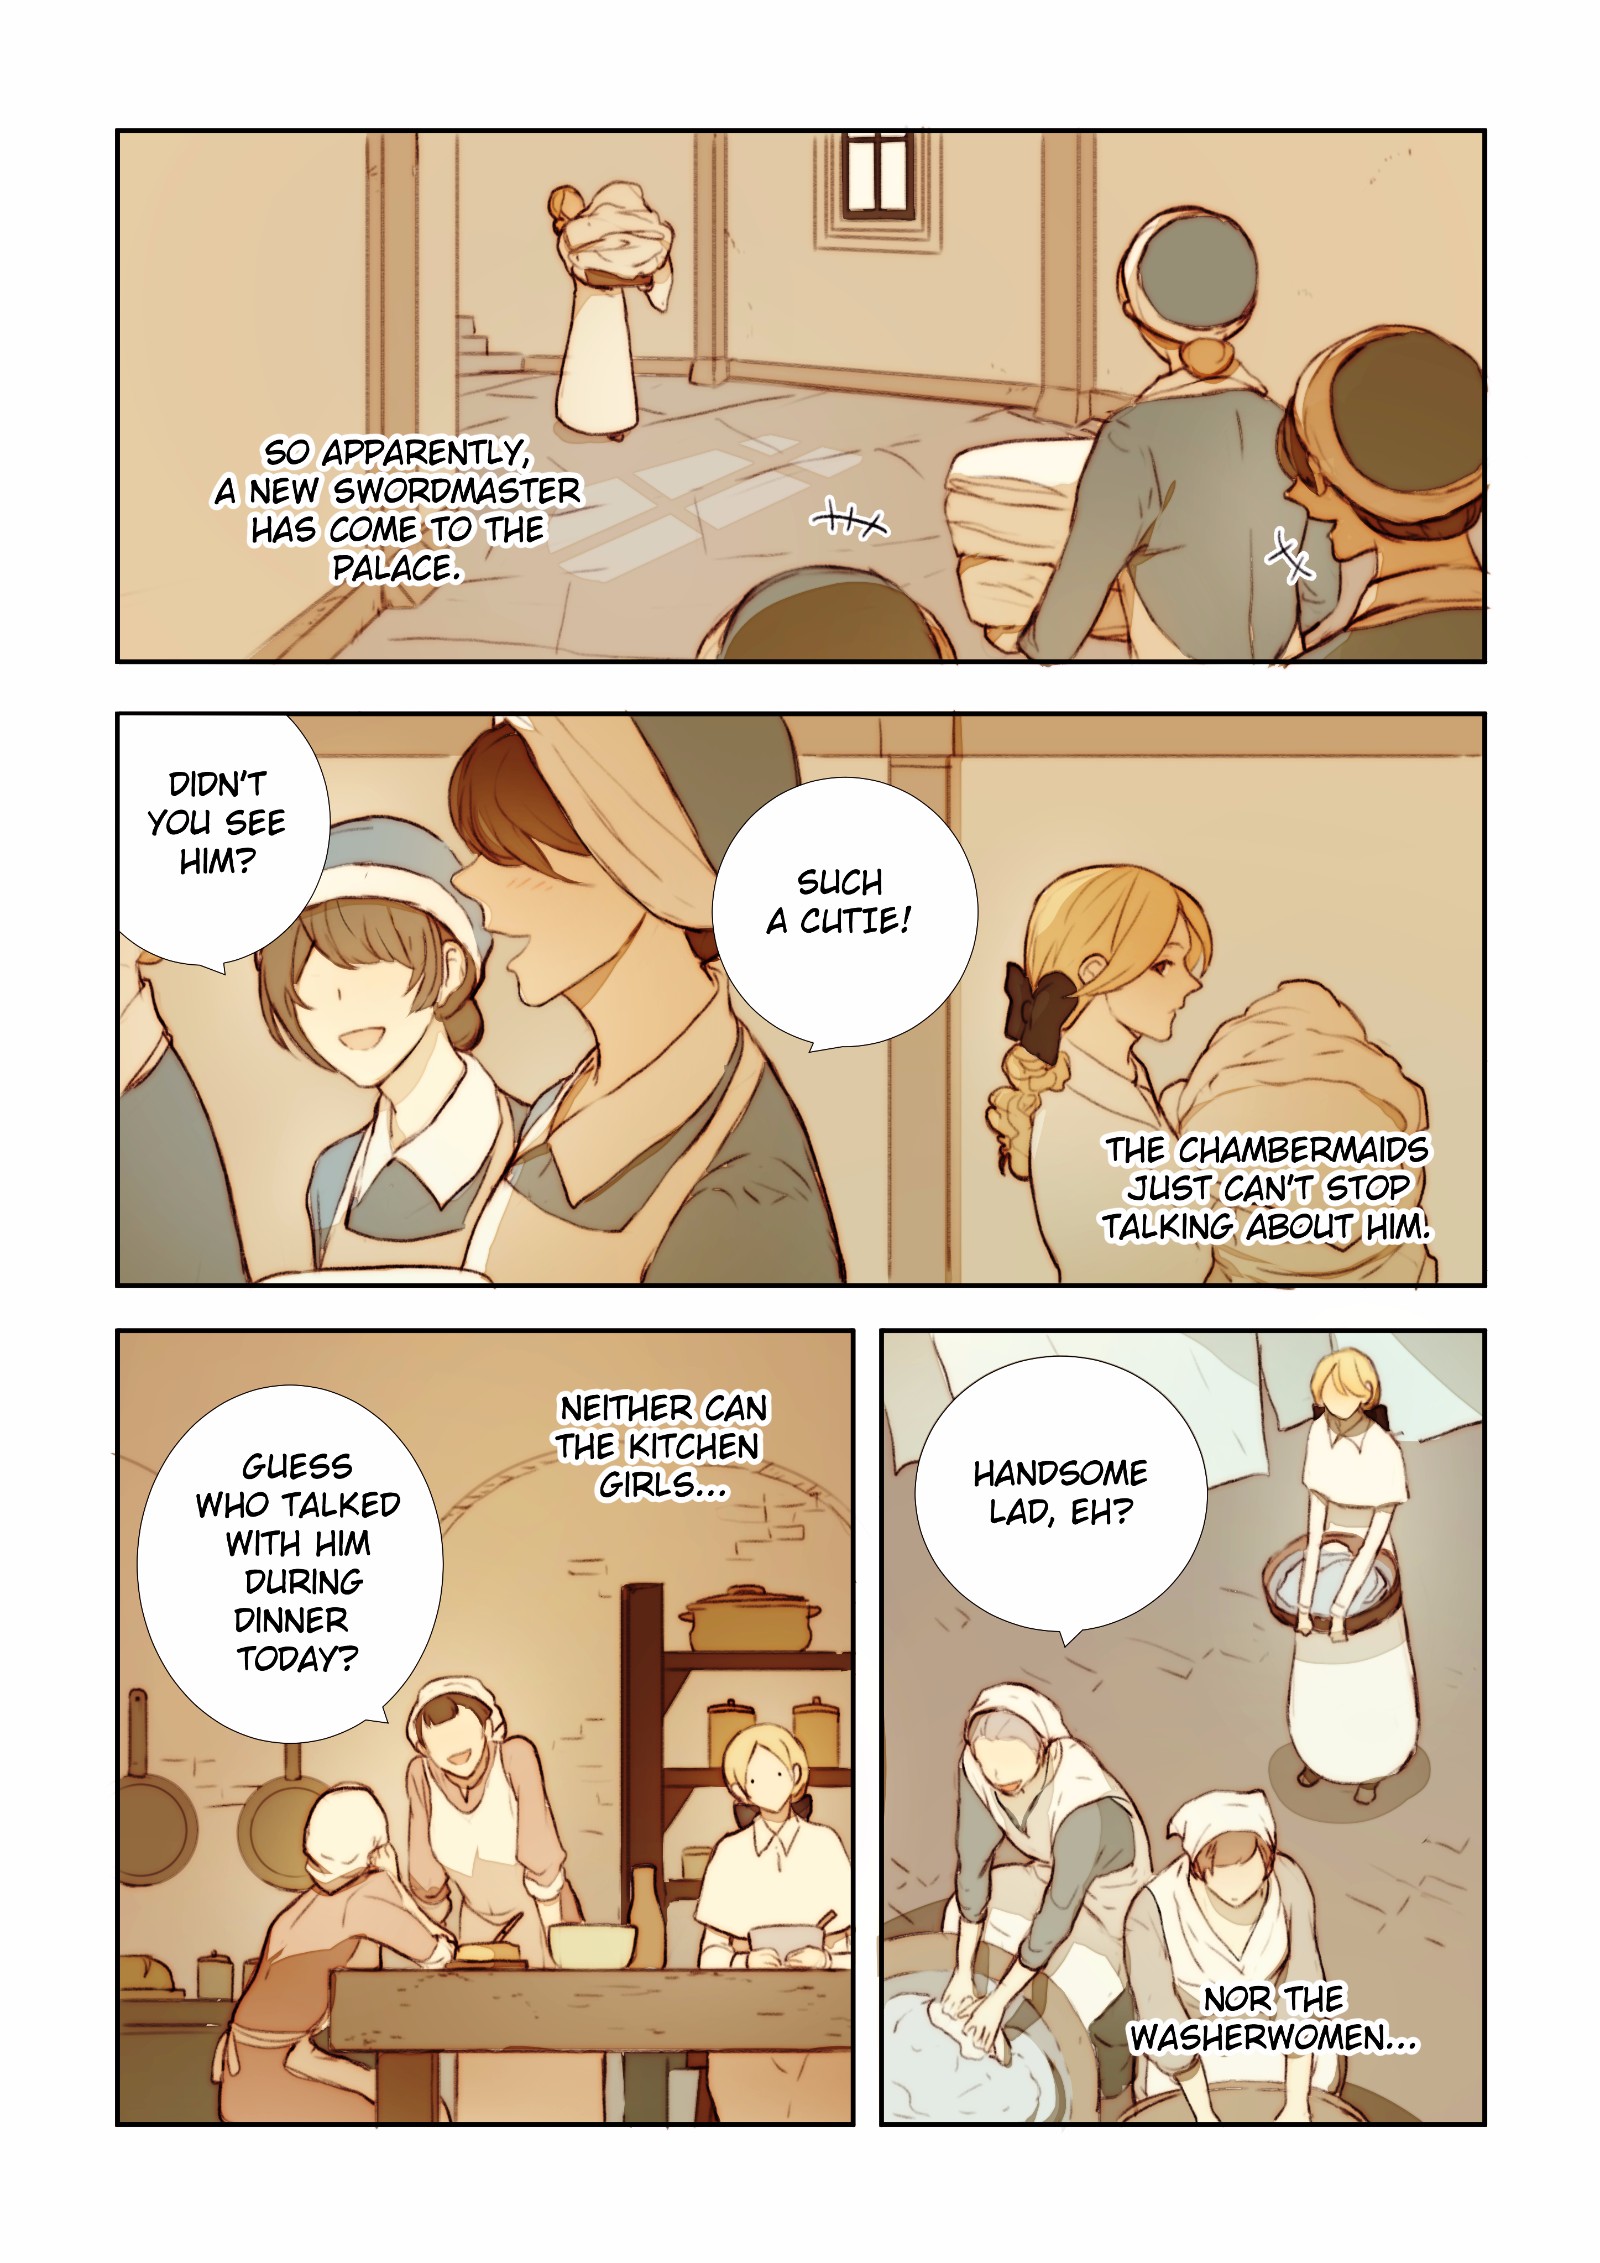 SO APPARENTLY,
A NEW SWORDMASTER
HAS COME TO THE
PALACE.
DIDN'T
YOU SEE
HIM?
SUCH
A CUTIE!
THE CHAMBERMAIDS
JUST CAN'T STOP
TALKING ABOUT HIM.
NEITHER CAN
THE KITCHEN
GIRLS...
GUESS
WHO TALKED
WITH HIM
DURING
DINNER
TODAY?
HANDSOME
LAD, EH?
NOR THE
WASHERWOMEN...